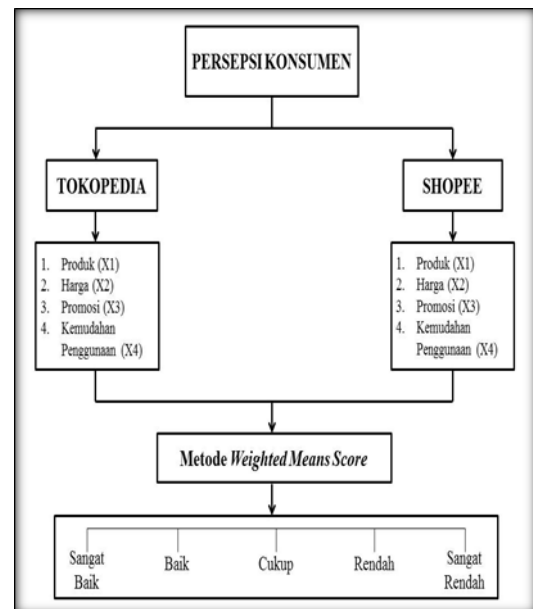 PERSEPSI KONSUMEN
TOKOPEDIA
SHOPEE
1. Produk (X1)
2. Harga (X2)
3. Promosi (X3)
4. Kemudahan
Penggunaan (X4)
1. Produk (X1)
2. Harga (X2)
3. Promosi (X3)
4. Kemudahan
Penggunaan (X4)
Metode Weighted Means Score
Sangat
Baik
Baik
Cukup
Rendah
Sangat
Rendah